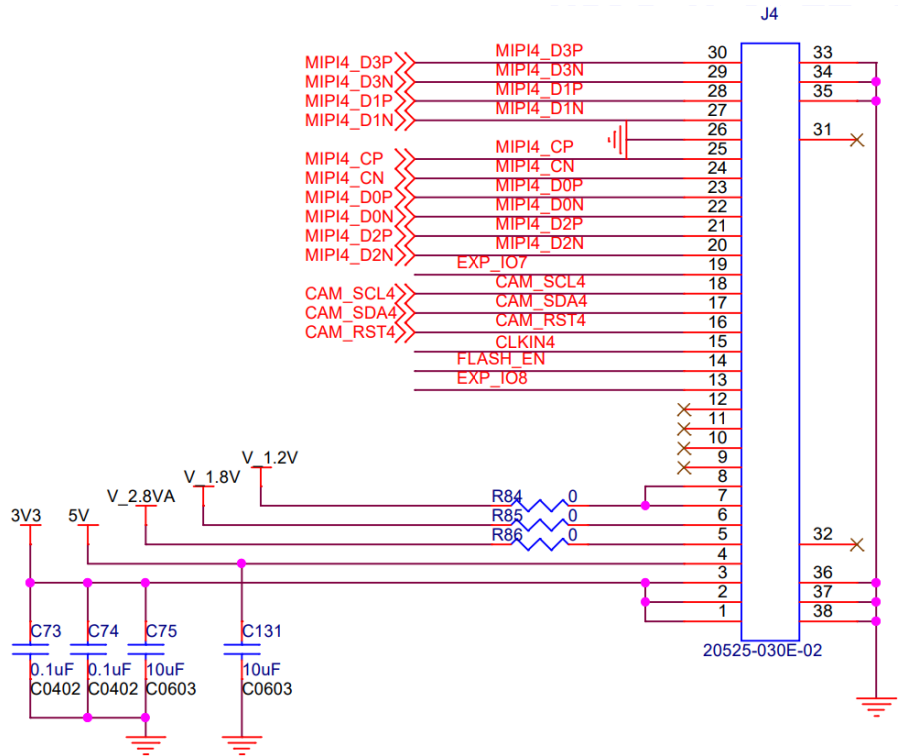 J4
MIPI4_D3P MIPI4_D3P 30 33
MIPI4_D3N MIPI4_D3N 29 34
MIPI4_D1P MIPI4_D1P 28 35
MIPI4_D1N MIPI4_D1N 27
26 31
MIPI4_CP MIPI4_CP 25
MIPI4_CN MIPI4_CN 24
MIPI4_D0P MIPI4_D0P 23
MIPI4_D0N MIPI4_D0N 22
MIPI4_D2P MIPI4_D2P 21
MIPI4_D2N MIPI4_D2N 20
EXP_IO7 19
CAM_SCL4 CAM_SCL4 18
CAM_SDA4 CAM_SDA4 17
CAM_RST4 CAM_RST4 16
CLKIN4 15
FLASH_EN 14
EXP_IO8 13
12
11
10
9
V_1.2V 8
V_1.8V R84 0 7
V_2.8VA R85 0 6
3V3 5V R86 0 5 32
4
3 36
2 37
1 38
C73 C74 C75 C131
20525-030E-02
0.1uF 0.1uF 10uF 10uF
C0402 C0402 C0603 C0603